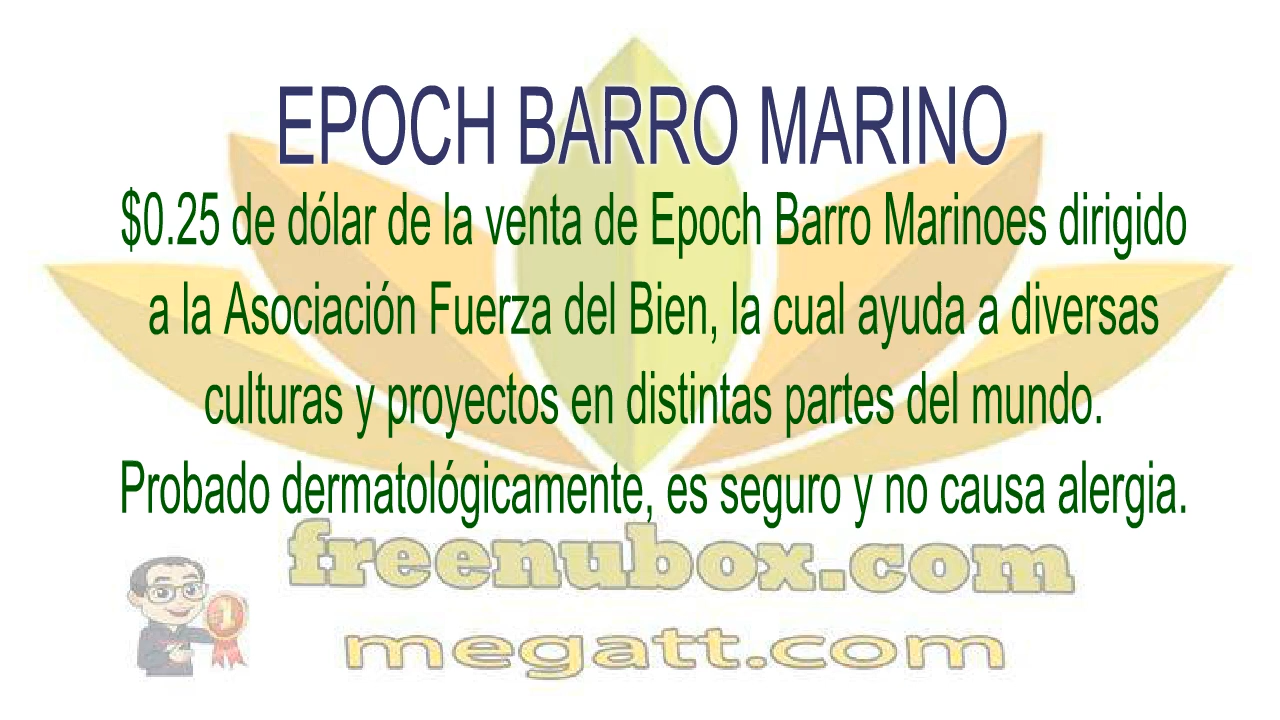 EPOCH BARRO MARINO
$0.25 de dólar de la venta de Epoch Barro Marinoes dirigido
a la Asociación Fuerza del Bien, la cual ayuda a diversas
culturas y proyectos en distintas partes del mundo.
Probado dermatológicamente, es seguro y no causa alergia.
freenubox.com
1
megatt.com